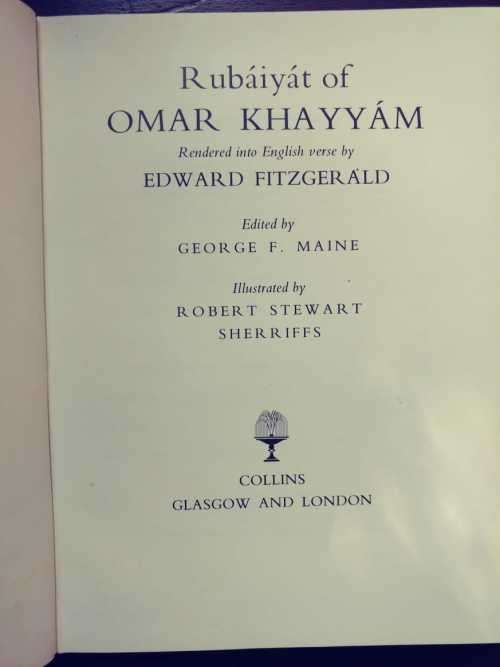 Rubáiyát of
OMAR KHAYYÁM
Rendered into English verse by
EDWARD FITZGERALD
Edited by
GEORGE F. MAINE
Illustrated by
ROBERT STEWART
SHERRIFFS
COLLINS
GLASGOW AND LONDON